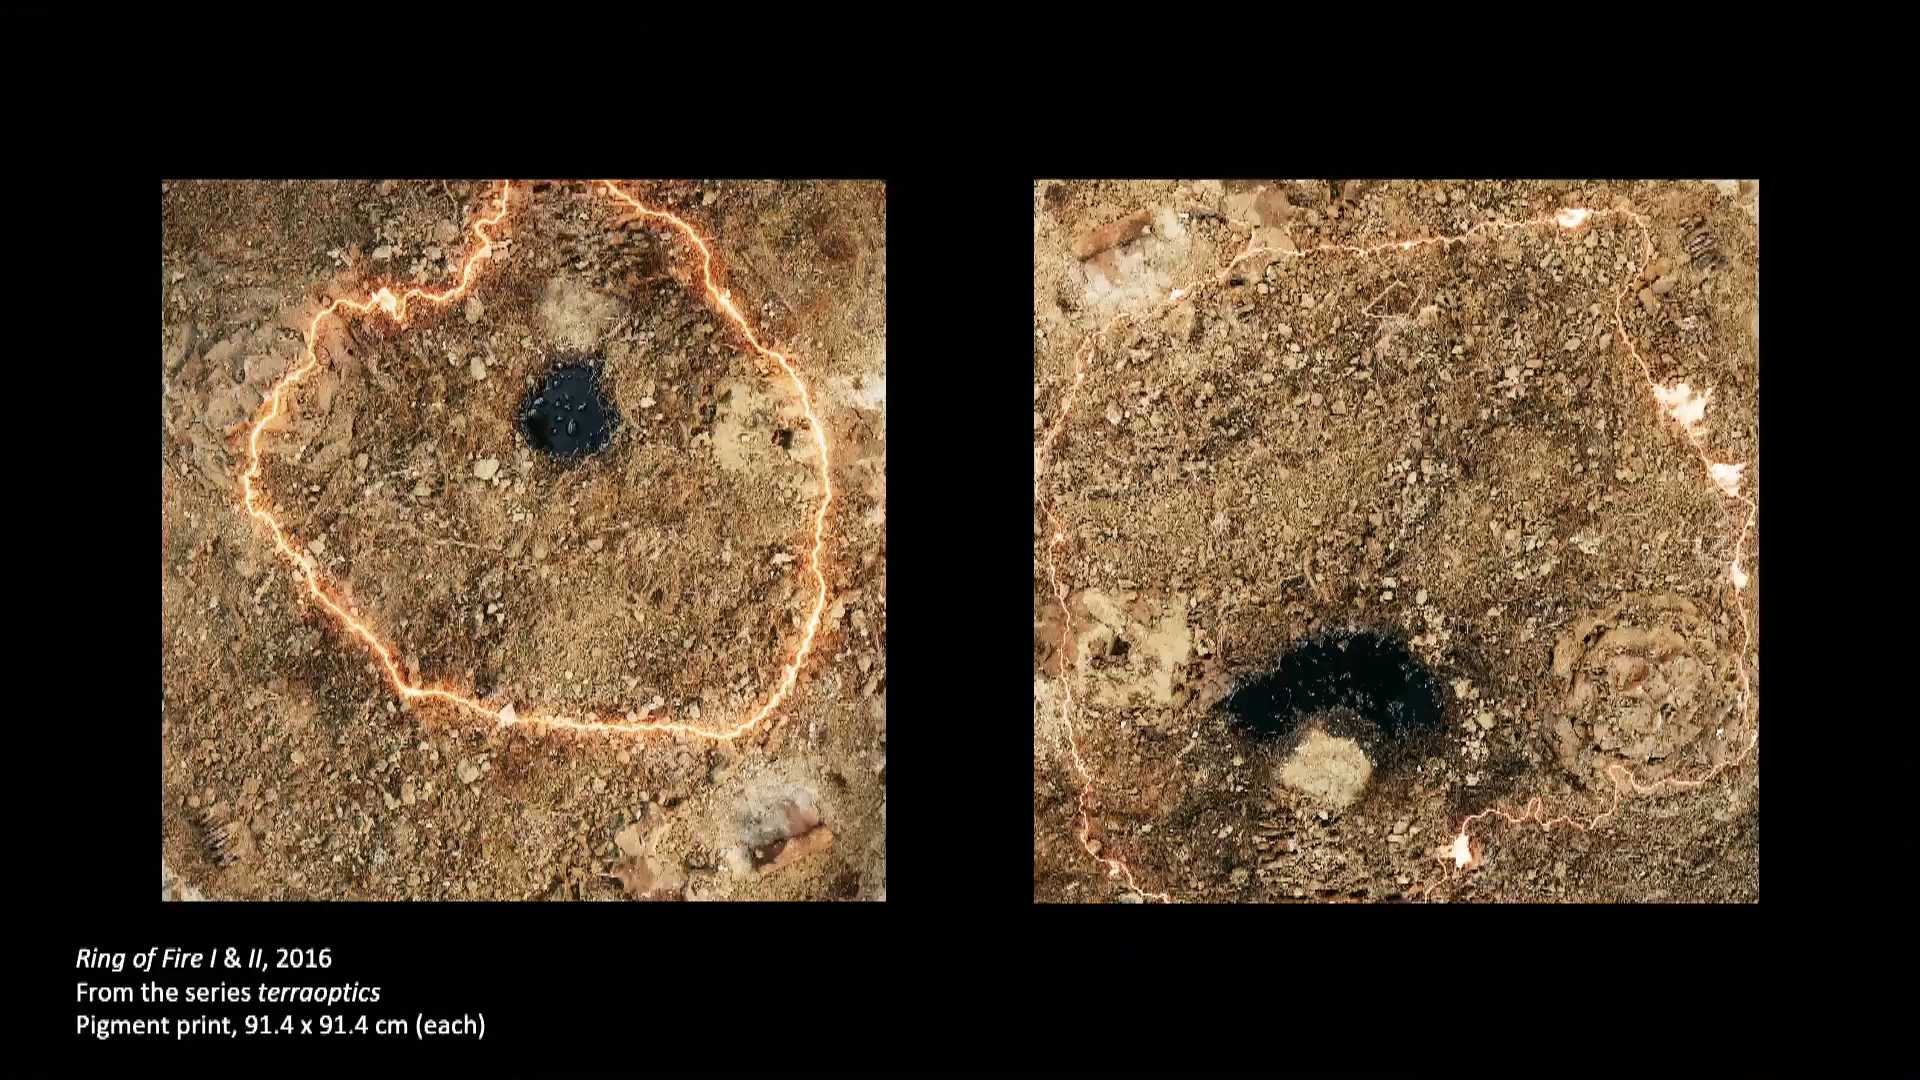 Ring of Fire I & II, 2016
From the series terraoptics
Pigment print, 91.4 x 91.4 cm (each)